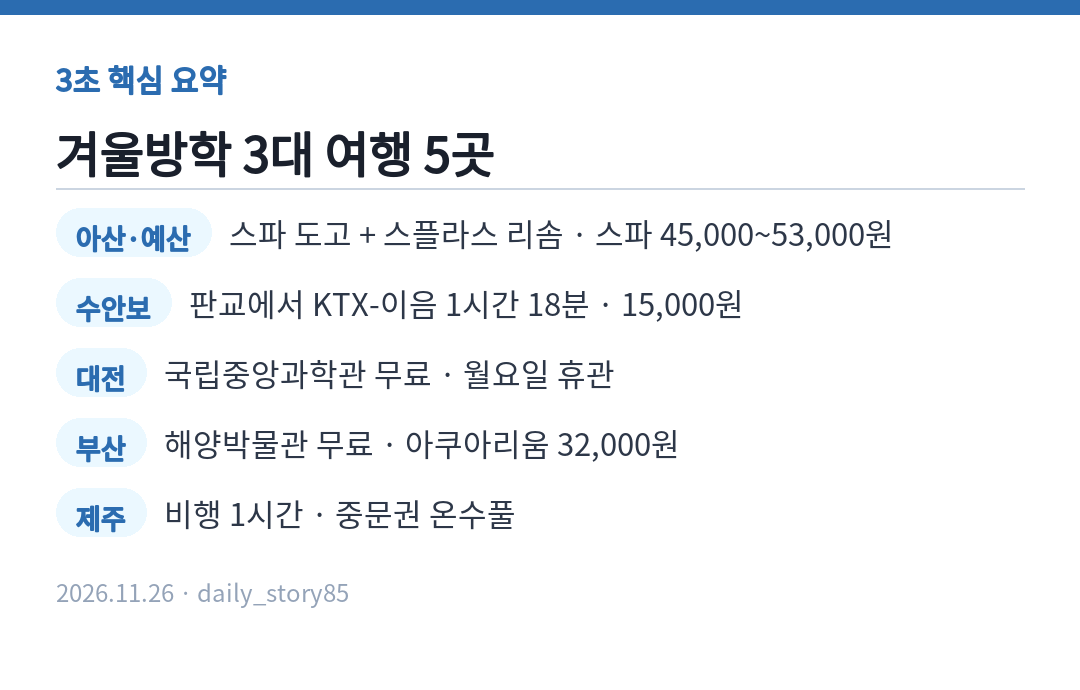 3초 핵심 요약
겨울방학 3대 여행 5곳
아산·예산 스파 도고 + 스플라스 리솜 · 스파 45,000~53,000원
수안보 판교에서 KTX-이음 1시간 18분 · 15,000원
대전 국립중앙과학관 무료 · 월요일 휴관
부산 해양박물관 무료 · 아쿠아리움 32,000원
제주 비행 1시간 · 중문권 온수풀
2026.11.26 · daily_story85